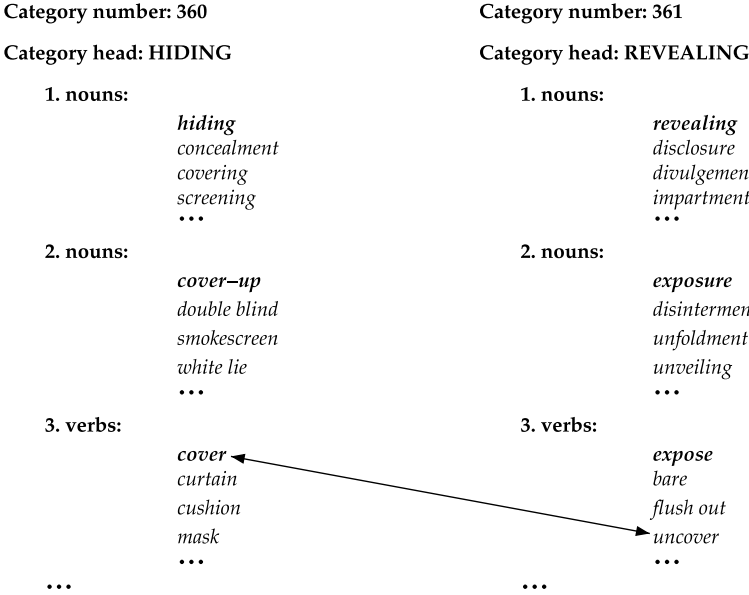 Category number: 360
Category head: HIDING
1. nouns:
hiding
concealment
covering
screening
...
2. nouns:
cover–up
double blind
smokescreen
white lie
...
3. verbs:
cover
curtain
cushion
mask
...
...
Category number: 361
Category head: REVEALING
1. nouns:
revealing
disclosure
divulgemen
impartment
...
2. nouns:
exposure
disintermen
unfoldment
unveiling
...
3. verbs:
expose
bare
flush out
uncover
...
...